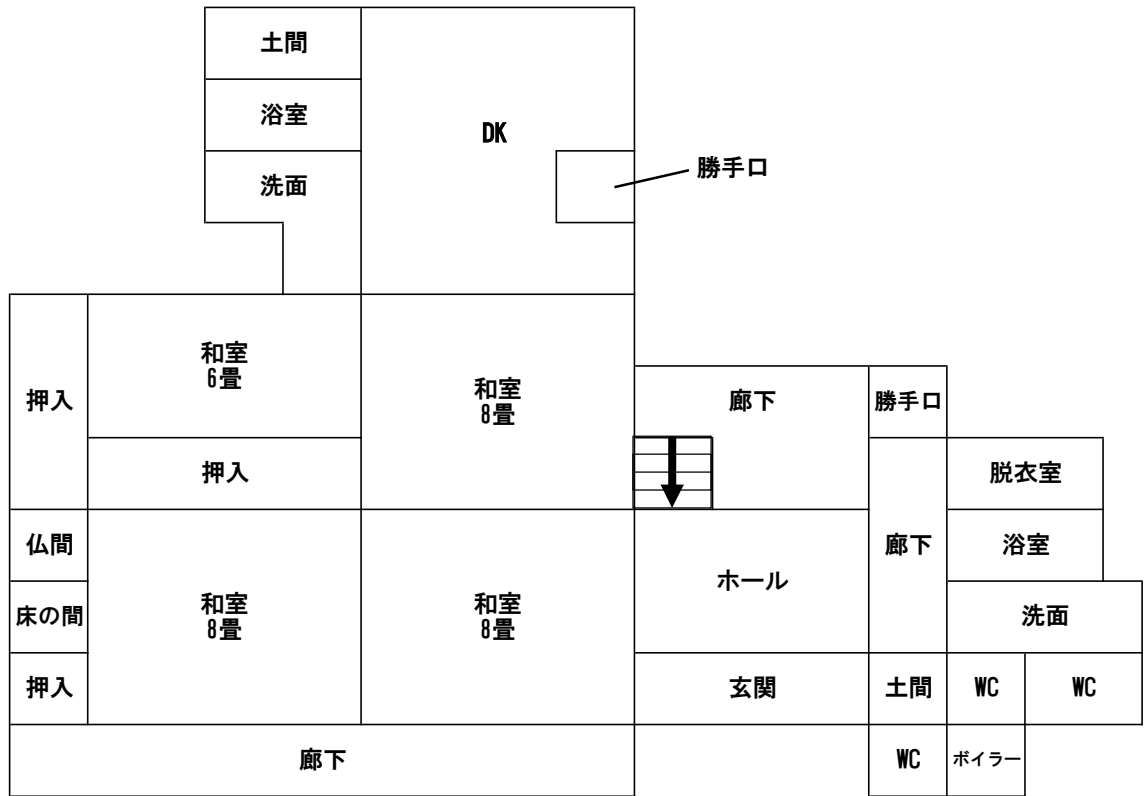 土間
浴室
DK
勝手口
洗面
和室
6畳
押入
和室
8畳
廊下
勝手口
押入
脱衣室
仏間
廊下
浴室
ホール
和室
8畳
和室
8畳
床の間
洗面
押入
玄関
土間
WC
WC
廊下
WC
ボイラー